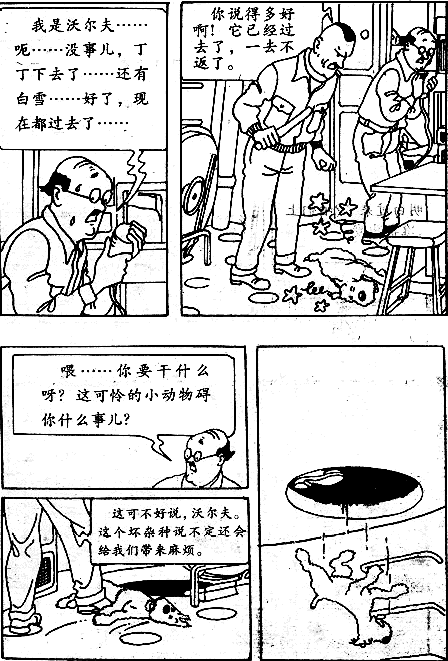 我是沃尔夫……
呃……没事儿，丁
丁下去了……还有
白雪……好了，现
在都过去了……
你说得多好
啊！它已经过
去了，一去不
返了。
喂……你要干什么
呀？这可怜的小动物碍
你什么事儿？
这可不好说，沃尔夫。
这个坏杂种说不定还会
给我们带来麻烦。